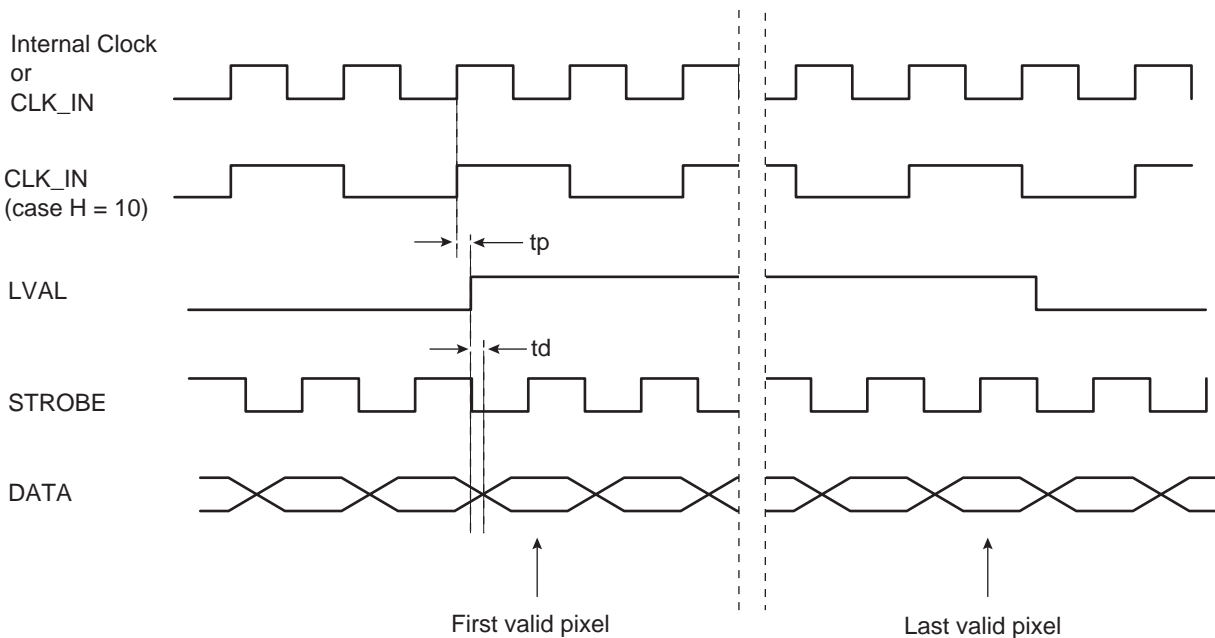 Internal Clock
or
CLK_IN
CLK_IN
(case H = 10)
tp
LVAL
td
STROBE
DATA
First valid pixel
Last valid pixel